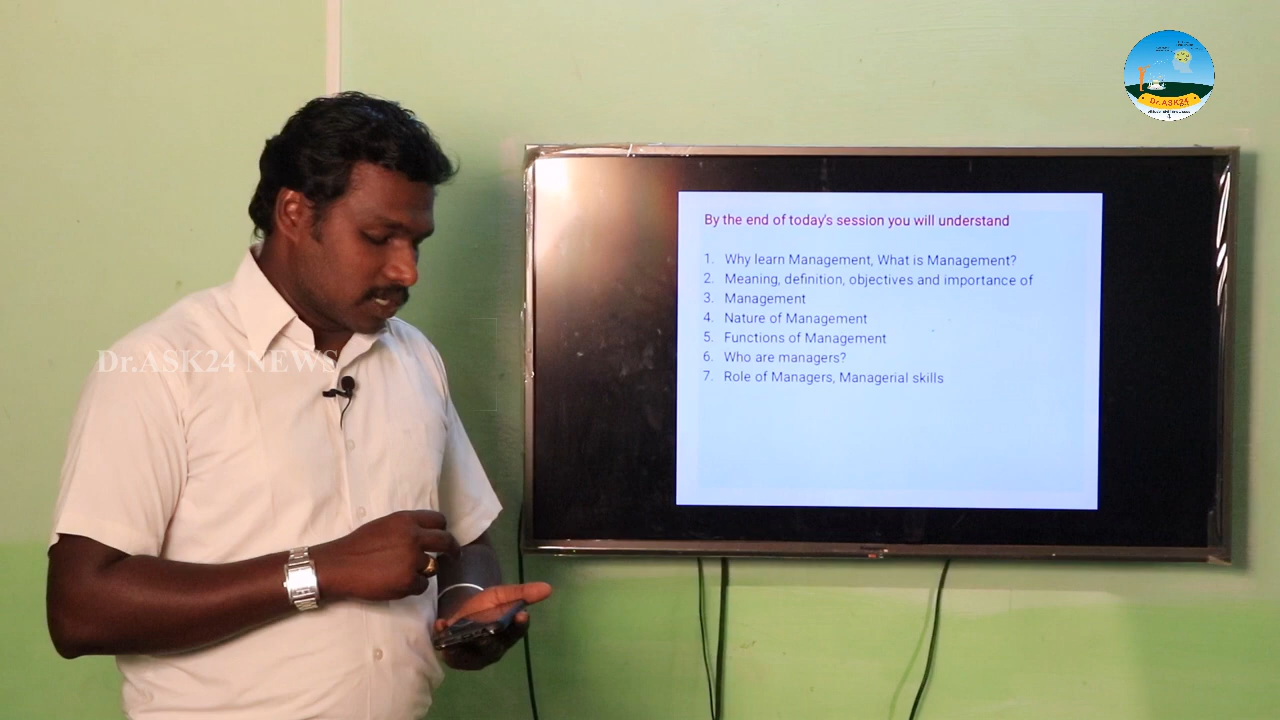 Dr.ASK24
By the end of today's session you will understand
1. Why learn Management, What is Management?
2. Meaning, definition, objectives and importance of
3. Management
4. Nature of Management
5. Functions of Management
6. Who are managers?
7. Role of Managers, Managerial skills
Dr.ASK24 NEWS